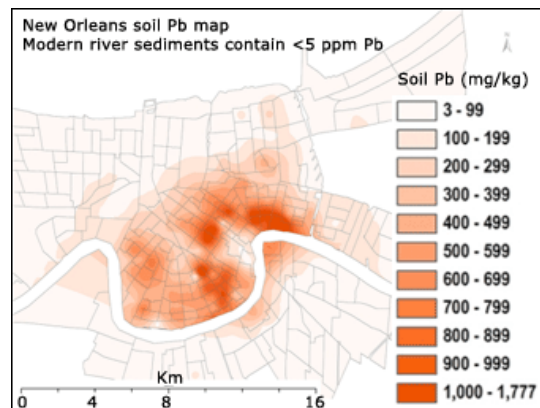 New Orleans soil Pb map
Modern river sediments contain <5 ppm Pb
Soil Pb (mg/kg)
3 - 99
100 - 199
200 - 299
300 - 399
400 - 499
500 - 599
600 - 699
700 - 799
800 - 899
900 - 999
1,000 - 1,777
Km
0 4 8 12 16